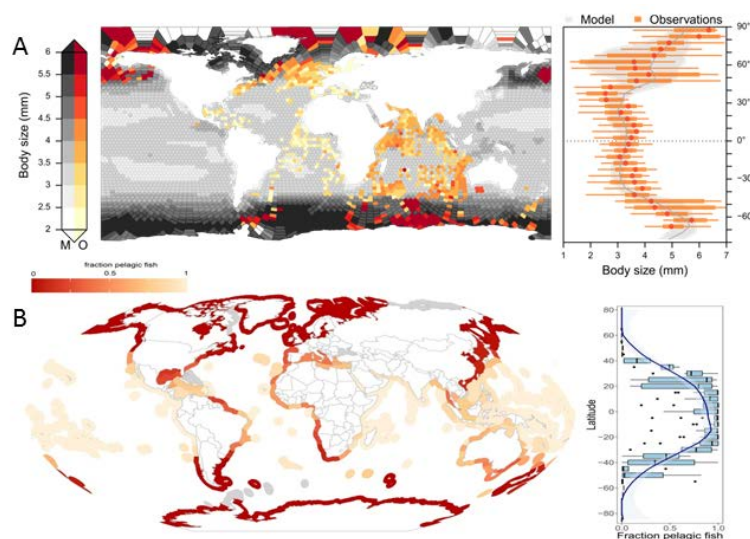 A
Body size (mm)
6
5.5
5
4.5
4
3.5
3
2.5
2
M O
Model Observations
90°
60°
30°
0°
−30°
−60°
1 2 3 4 5 6 7
Body size (mm)
fraction pelagic fish
0 0.5 1
B
Latitude
80
60
40
20
0
−20
−40
−60
−80
0.0 0.5 1.0
Fraction pelagic fish